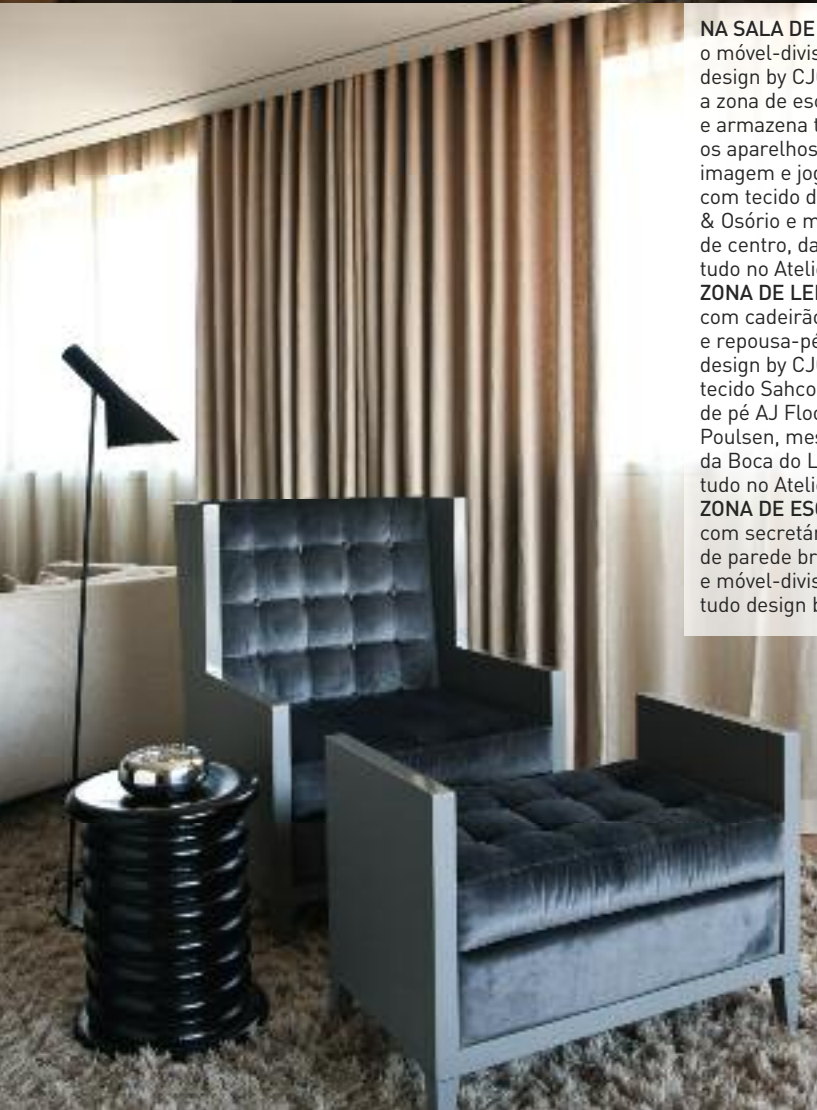 NA SALA DE
o móvel-divis
design by CJ
a zona de esc
e armazena t
os aparelhos
imagem e jog
com tecido d
& Osório e m
de centro, da
tudo no Ateli
ZONA DE LEI
com cadeirão
e repousa-pé
design by CJ
tecido Sahco
de pé AJ Floo
Poulsen, mes
da Boca do L
tudo no Ateli
ZONA DE ESC
com secretár
de parede br
e móvel-divis
tudo design b